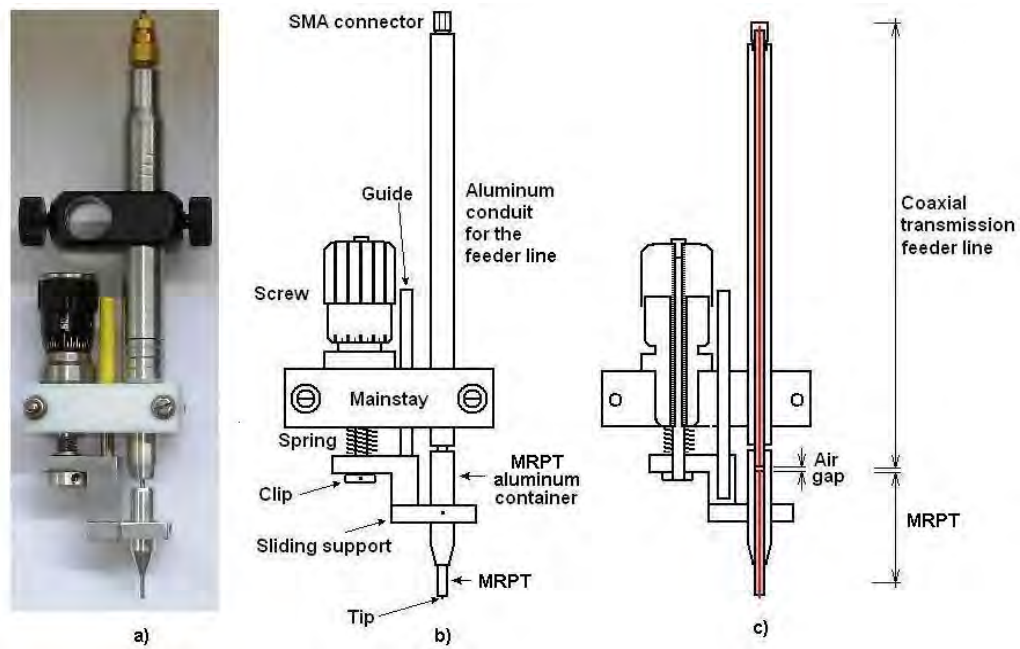 SMA connector
Guide
Aluminum
conduit
for the
feeder line
Screw
Mainstay
Spring
MRPT
aluminum
container
Clip
Sliding support
MRPT
Tip
Coaxial
transmission
feeder line
Air
gap
MRPT
a)
b)
c)